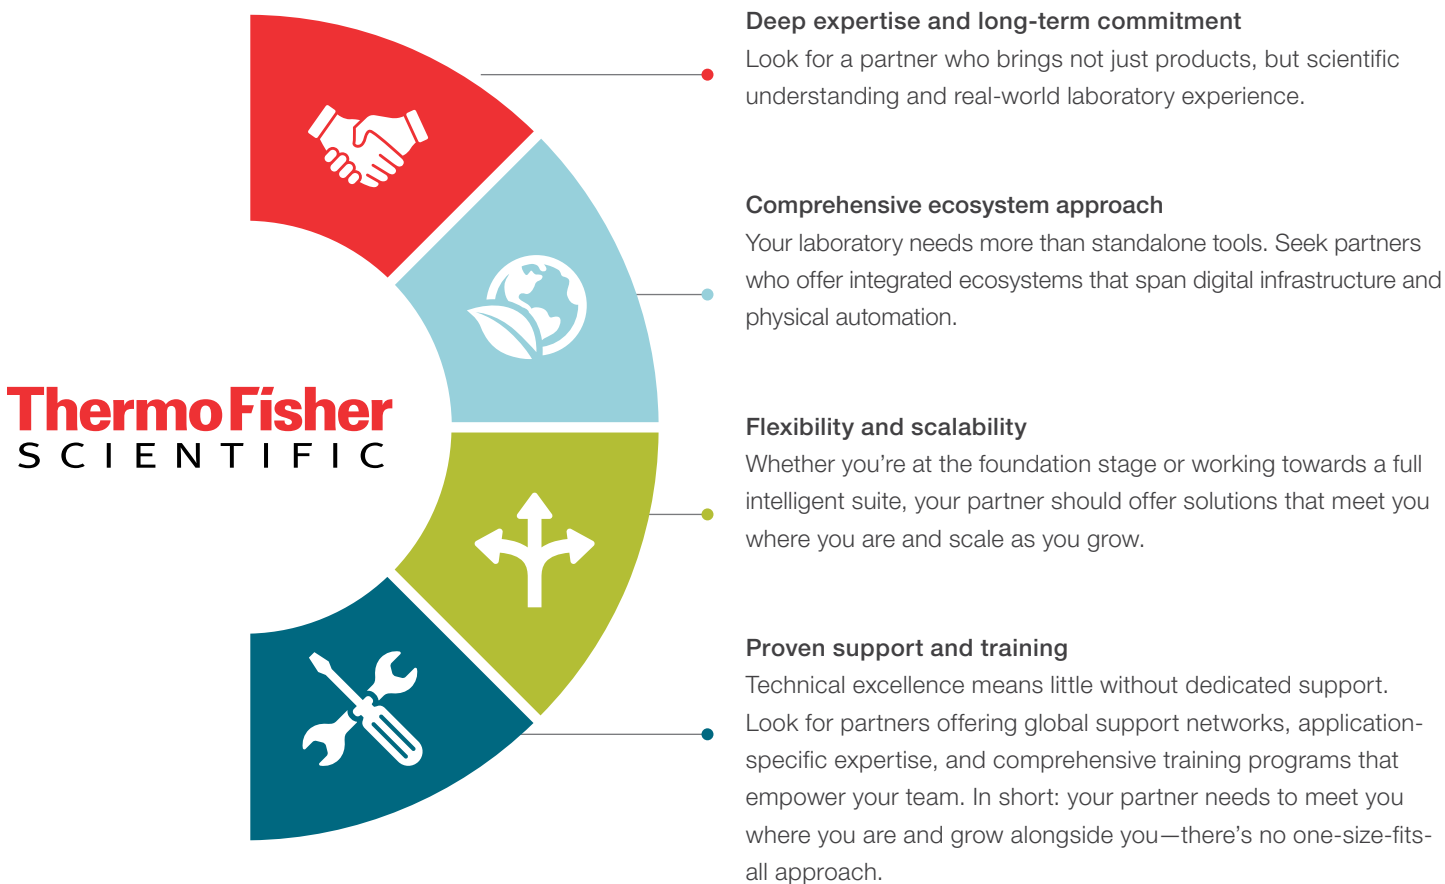 Deep expertise and long-term commitment
Look for a partner who brings not just products, but scientific
understanding and real-world laboratory experience.
Comprehensive ecosystem approach
Your laboratory needs more than standalone tools. Seek partners
who offer integrated ecosystems that span digital infrastructure and
physical automation.
ThermoFisher
SCIENTIFIC
Flexibility and scalability
Whether you’re at the foundation stage or working towards a full
intelligent suite, your partner should offer solutions that meet you
where you are and scale as you grow.
Proven support and training
Technical excellence means little without dedicated support.
Look for partners offering global support networks, application-
specific expertise, and comprehensive training programs that
empower your team. In short: your partner needs to meet you
where you are and grow alongside you—there’s no one-size-fits-
all approach.